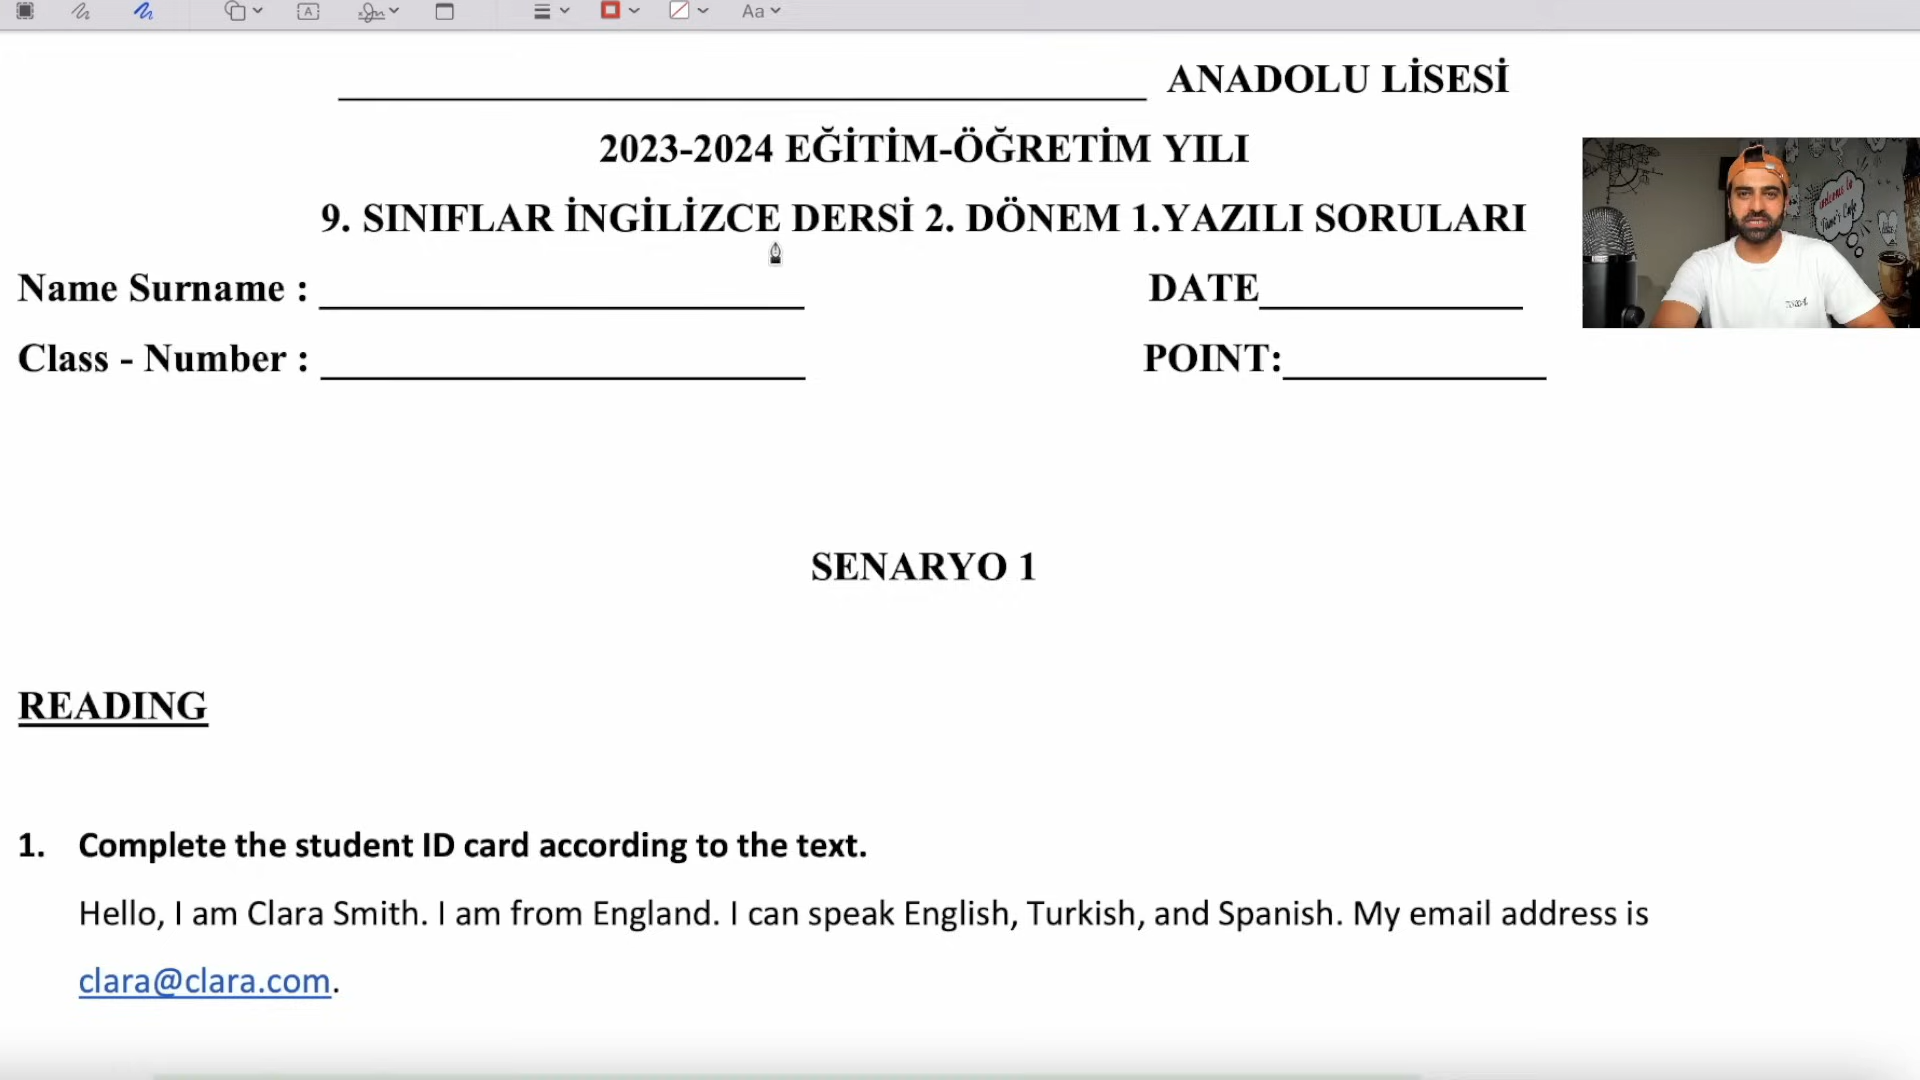 Aa
ANADOLU LİSESİ
2023-2024 EĞİTİM-ÖĞRETİM YILI
9. SINIFLAR İNGİLİZCE DERSİ 2. DÖNEM 1.YAZILI SORULARI
Name Surname :
DATE
Class - Number :
POINT:
SENARYO 1
READING
1. Complete the student ID card according to the text.
Hello, I am Clara Smith. I am from England. I can speak English, Turkish, and Spanish. My email address is
clara@clara.com.